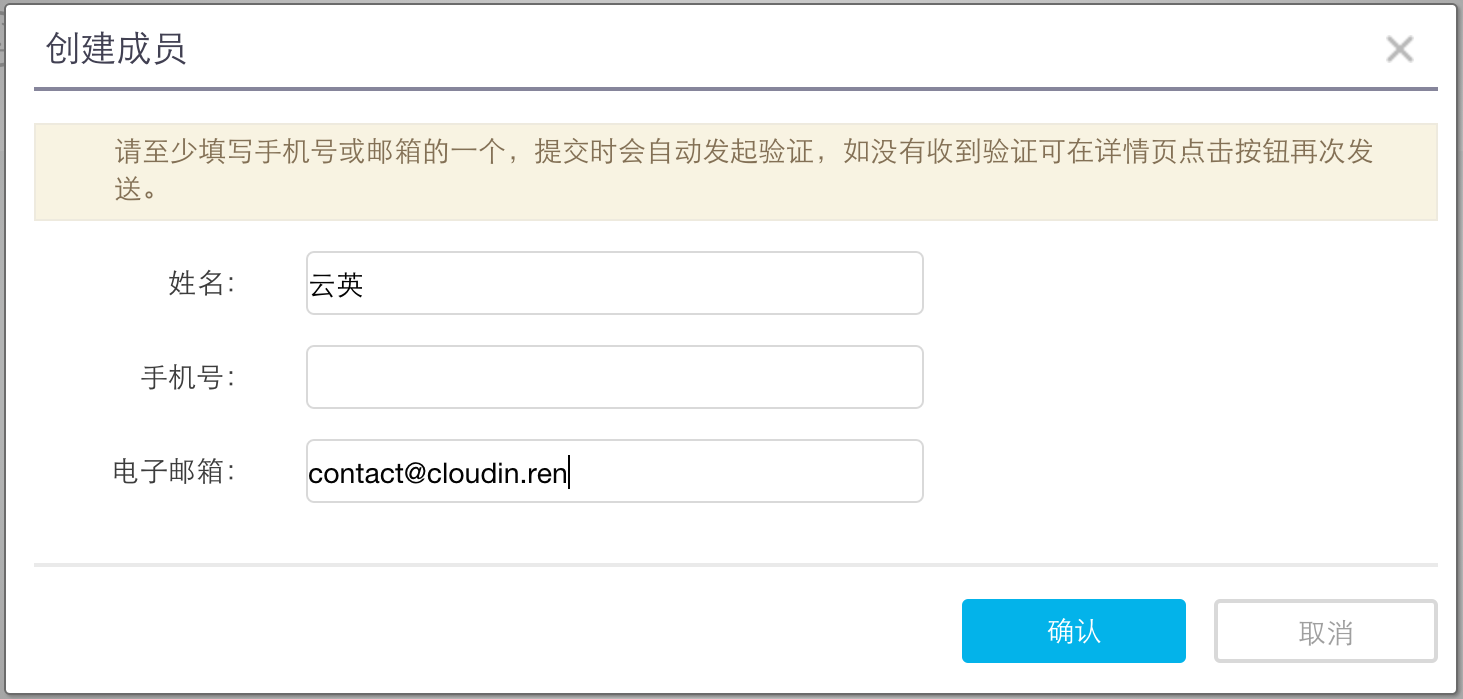 创建成员
请至少填写手机号或邮箱的一个，提交时会自动发起验证，如没有收到验证可在详情页点击按钮再次发
送。
姓名： 云英
手机号：
电子邮箱： contact@cloudin.ren
确认 取消